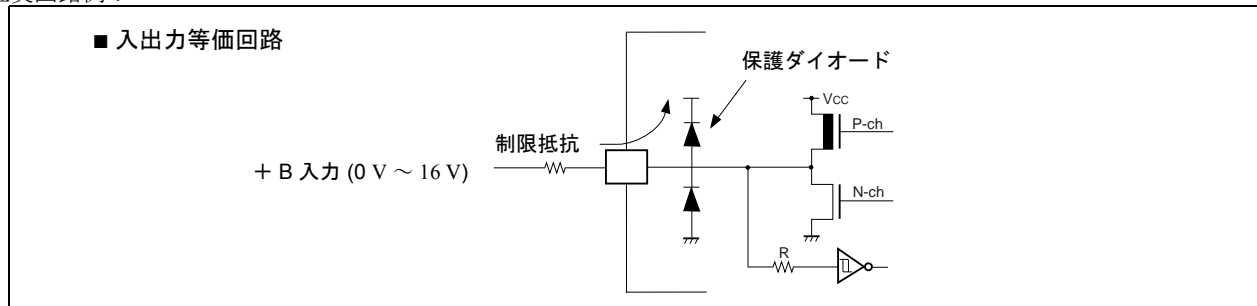 ■ 入出力等価回路
保護ダイオード
Vcc
P-ch
制限抵抗
+ B 入力 (0 V ～ 16 V)
N-ch
R